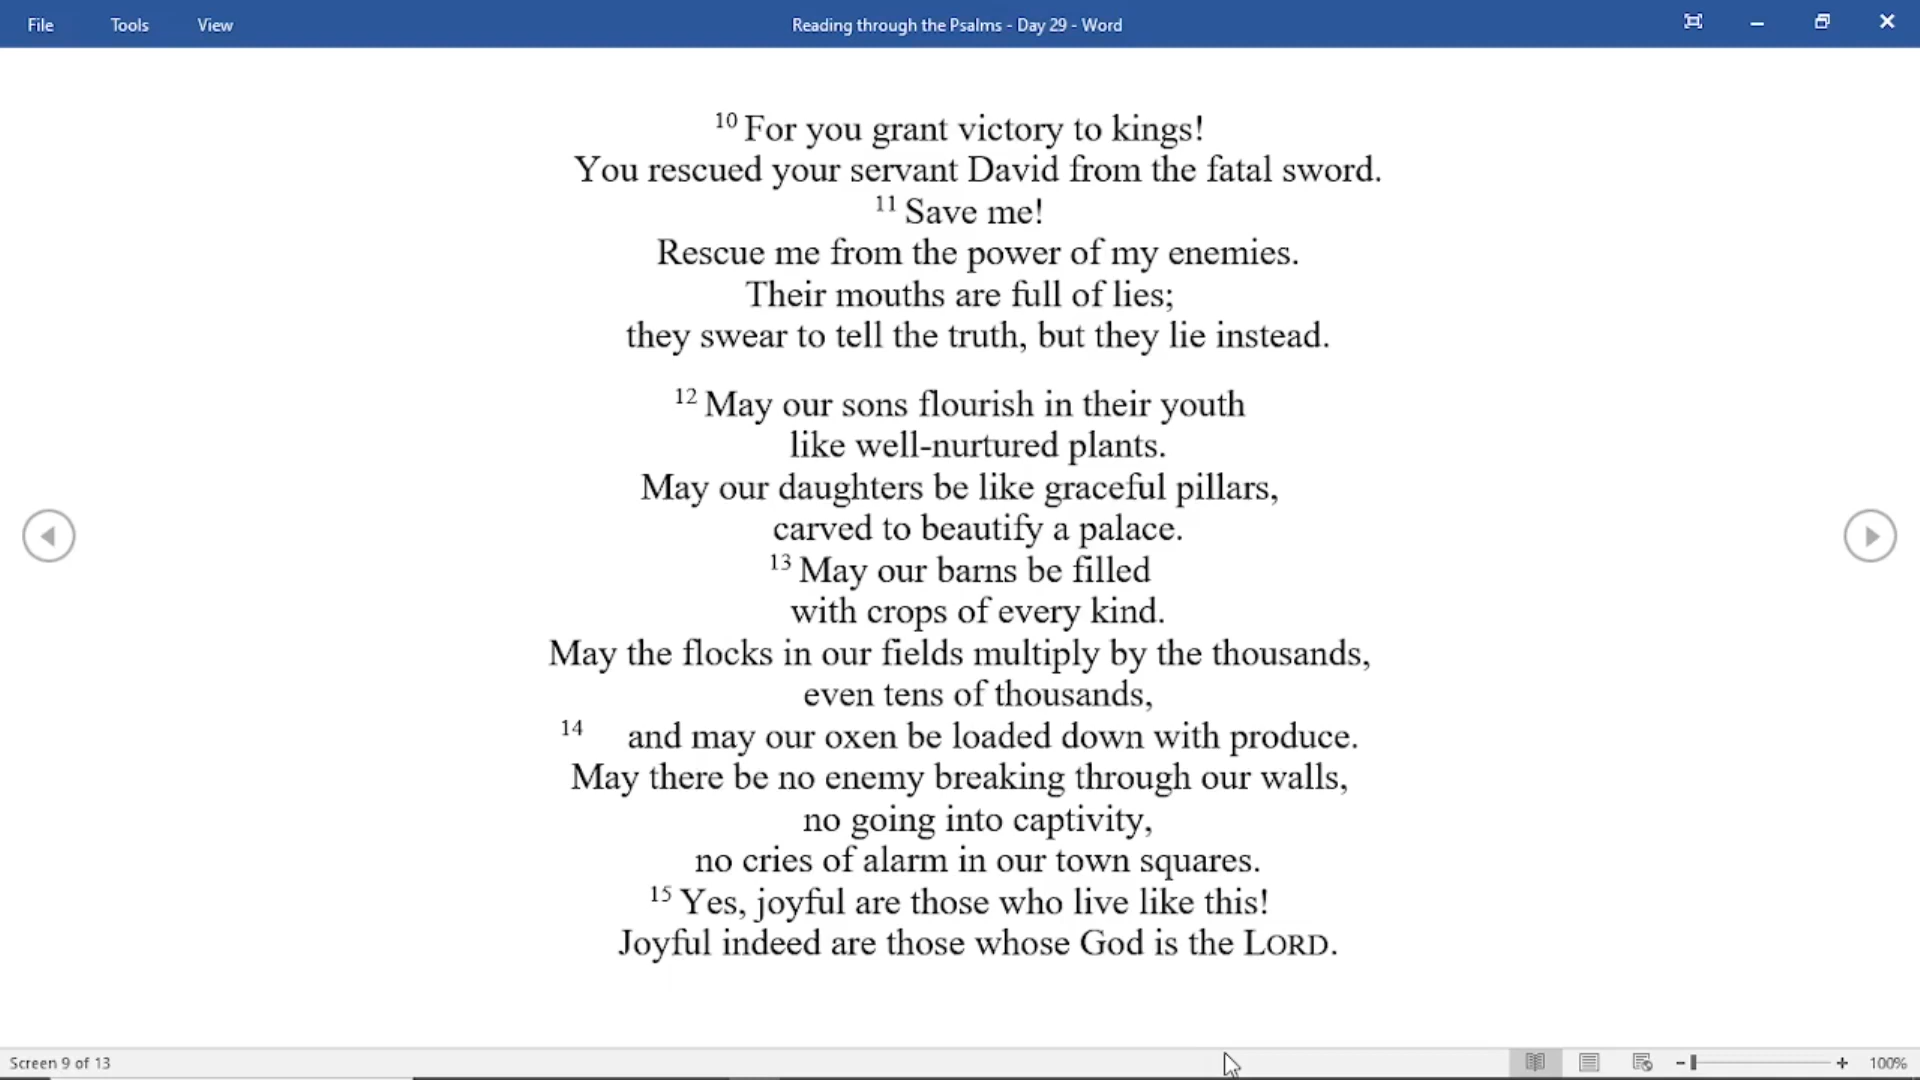 File Tools View Reading through the Psalms - Day 29 - Word
10 For you grant victory to kings!
You rescued your servant David from the fatal sword.
11 Save me!
Rescue me from the power of my enemies.
Their mouths are full of lies;
they swear to tell the truth, but they lie instead.
12 May our sons flourish in their youth
like well-nurtured plants.
May our daughters be like graceful pillars,
carved to beautify a palace.
13 May our barns be filled
with crops of every kind.
May the flocks in our fields multiply by the thousands,
even tens of thousands,
14 and may our oxen be loaded down with produce.
May there be no enemy breaking through our walls,
no going into captivity,
no cries of alarm in our town squares.
15 Yes, joyful are those who live like this!
Joyful indeed are those whose God is the LORD.
Screen 9 of 13 100%